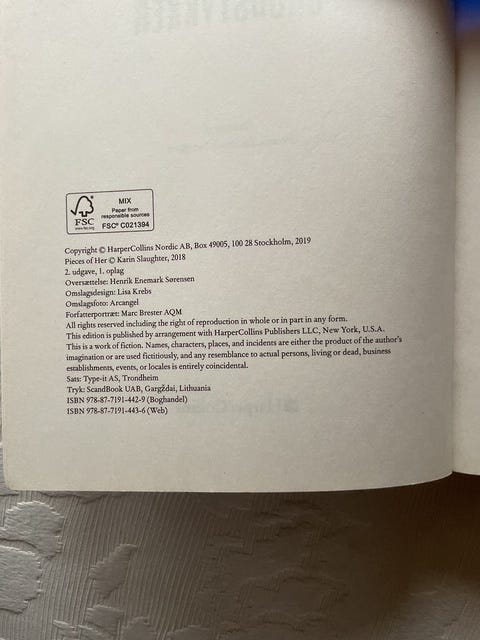 MIX
Paper from
responsible sources
FSC
www.fsc.org
FSC® C021394
Copyright © HarperCollins Nordic AB, Box 49005, 100 28 Stockholm, 2019
Pieces of Her © Karin Slaughter, 2018
2. udgave, 1. oplag
Oversættelse: Henrik Enemark Sørensen
Omslagsdesign: Lisa Krebs
Omslagsfoto: Arcangel
Forfatterportræt: Marc Brester AQM
All rights reserved including the right of reproduction in whole or in part in any form.
This edition is published by arrangement with HarperCollins Publishers LLC, New York, U.S.A.
This is a work of fiction. Names, characters, places, and incidents are either the product of the author's
imagination or are used fictitiously, and any resemblance to actual persons, living or dead, business
establishments, events, or locales is entirely coincidental.
Sats: Type-it AS, Trondheim
Tryk: ScandBook UAB, Gargždai, Lithuania
ISBN 978-87-7191-442-9 (Boghandel)
ISBN 978-87-7191-443-6 (Web)